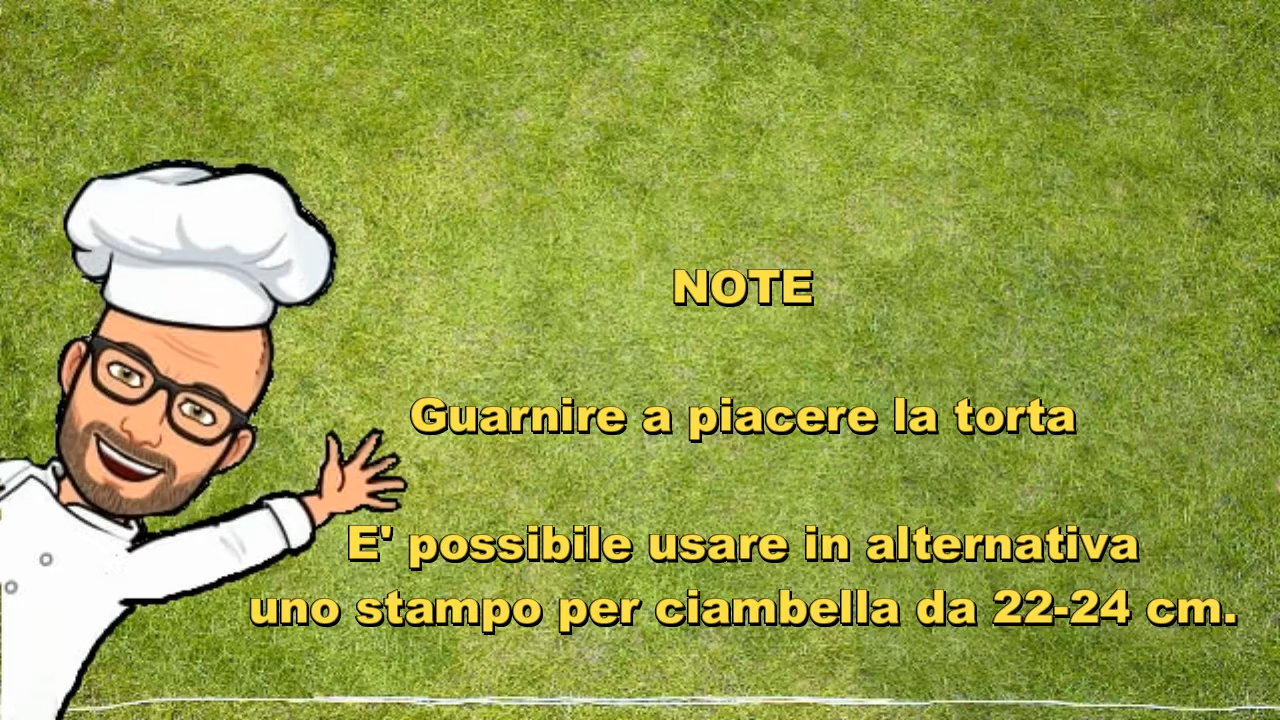 NOTE
Guarnire a piacere la torta
E' possibile usare in alternativa
uno stampo per ciambella da 22-24 cm.